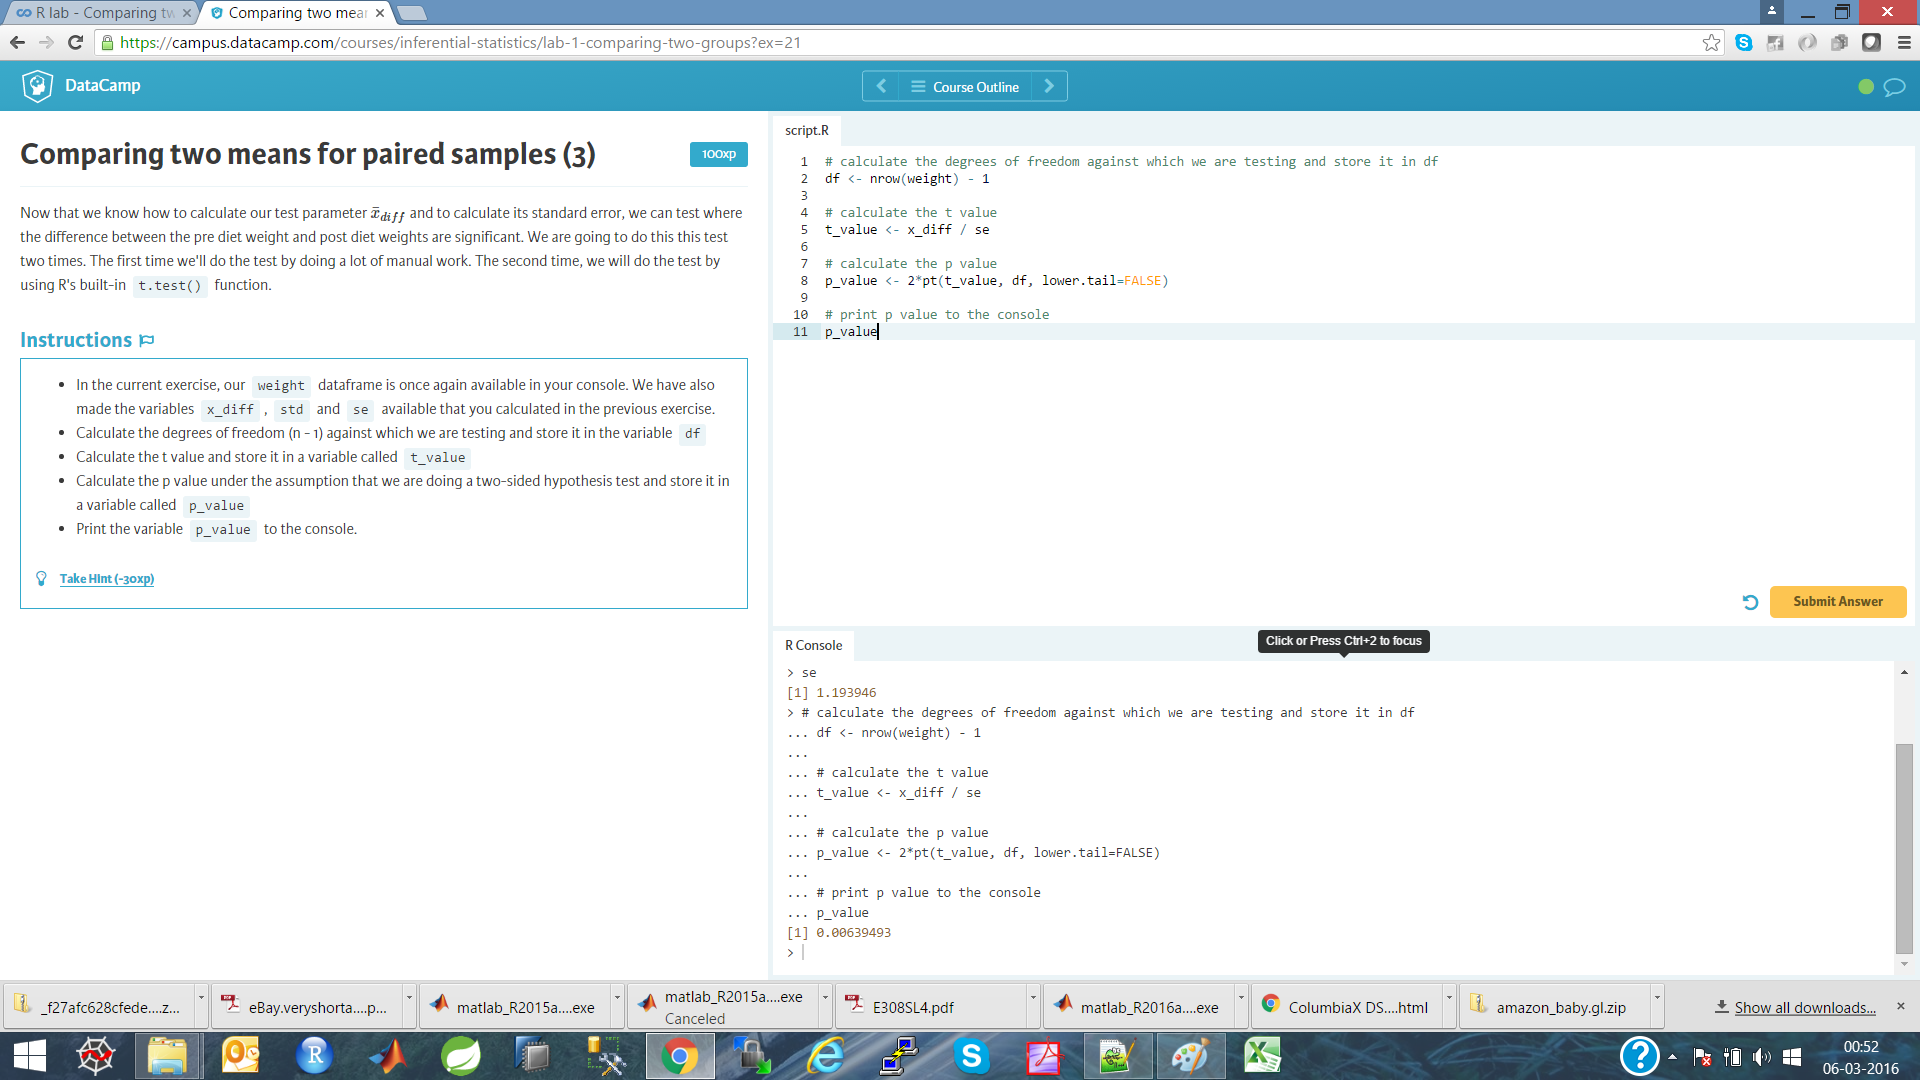 R lab - Comparing tw
Comparing two mea
https://campus.datacamp.com/courses/inferential-statistics/lab-1-comparing-two-groups?ex=21
DataCamp
Course Outline
Comparing two means for paired samples (3)
100xp
Now that we know how to calculate our test parameter x̄diff and to calculate its standard error, we can test where
the difference between the pre diet weight and post diet weights are significant. We are going to do this this test
two times. The first time we'll do the test by doing a lot of manual work. The second time, we will do the test by
using R's built-in t.test() function.
Instructions
• In the current exercise, our weight dataframe is once again available in your console. We have also
made the variables x_diff , std and se available that you calculated in the previous exercise.
• Calculate the degrees of freedom (n - 1) against which we are testing and store it in the variable df
• Calculate the t value and store it in a variable called t_value
• Calculate the p value under the assumption that we are doing a two-sided hypothesis test and store it in
a variable called p_value
• Print the variable p_value to the console.
Take Hint (-30xp)
script.R
1 # calculate the degrees of freedom against which we are testing and store it in df
2 df <- nrow(weight) - 1
3
4 # calculate the t value
5 t_value <- x_diff / se
6
7 # calculate the p value
8 p_value <- 2*pt(t_value, df, lower.tail=FALSE)
9
10 # print p value to the console
11 p_value
Submit Answer
R Console
Click or Press Ctrl+2 to focus
> se
[1] 1.193946
> # calculate the degrees of freedom against which we are testing and store it in df
... df <- nrow(weight) - 1
...
... # calculate the t value
... t_value <- x_diff / se
...
... # calculate the p value
... p_value <- 2*pt(t_value, df, lower.tail=FALSE)
...
... # print p value to the console
... p_value
[1] 0.00639493
>
_f27afc628cfede....z...
eBay.veryshorta....p...
matlab_R2015a....exe
matlab_R2015a....exe
Canceled
E308SL4.pdf
matlab_R2016a....exe
ColumbiaX DS....html
amazon_baby.gl.zip
Show all downloads...
00:52
06-03-2016